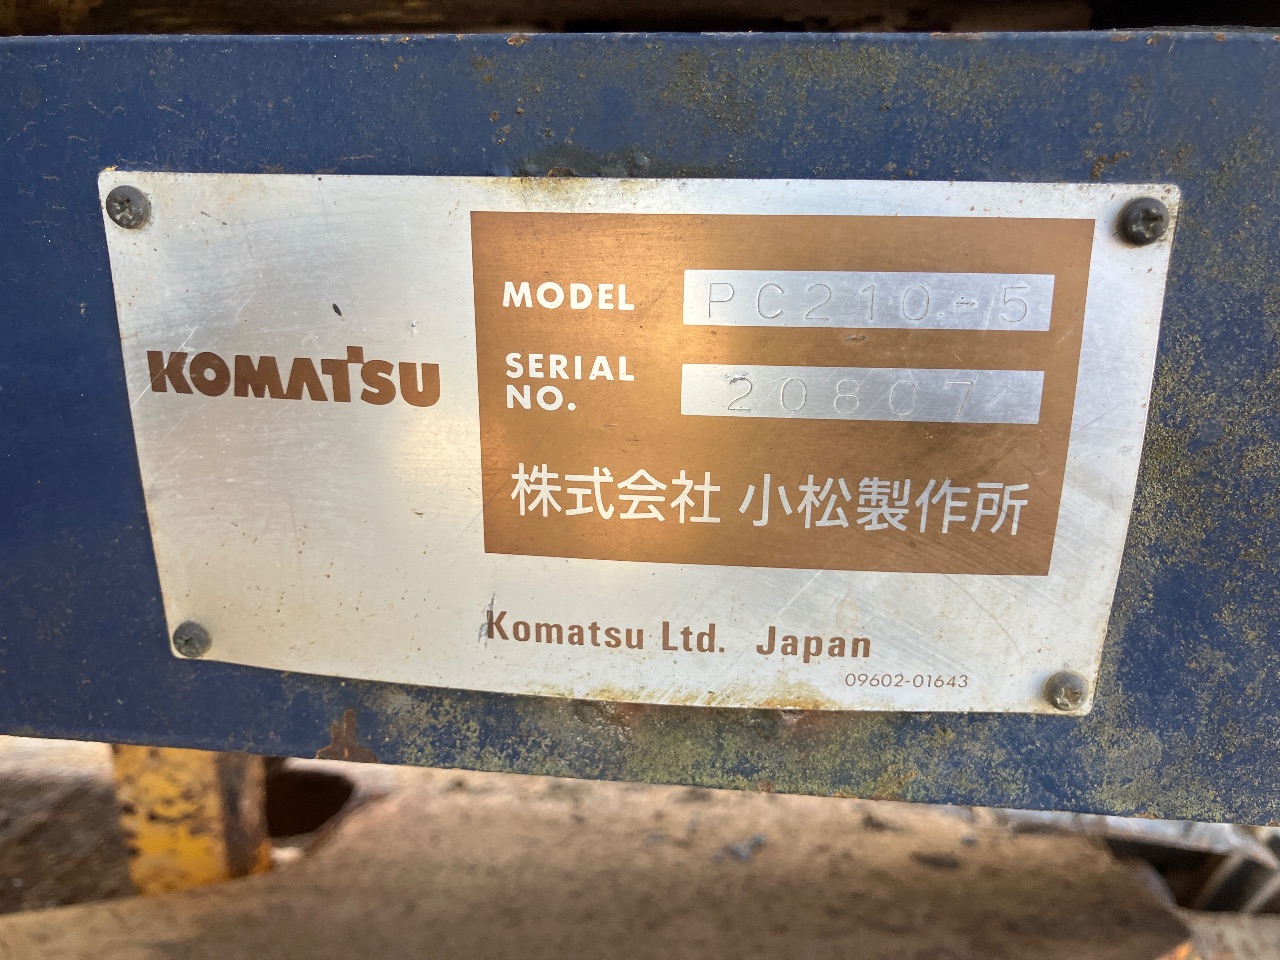 KOMATSU
MODEL PC210-5
SERIAL NO. 20807
株式会社 小松製作所
Komatsu Ltd. Japan
09602-01643